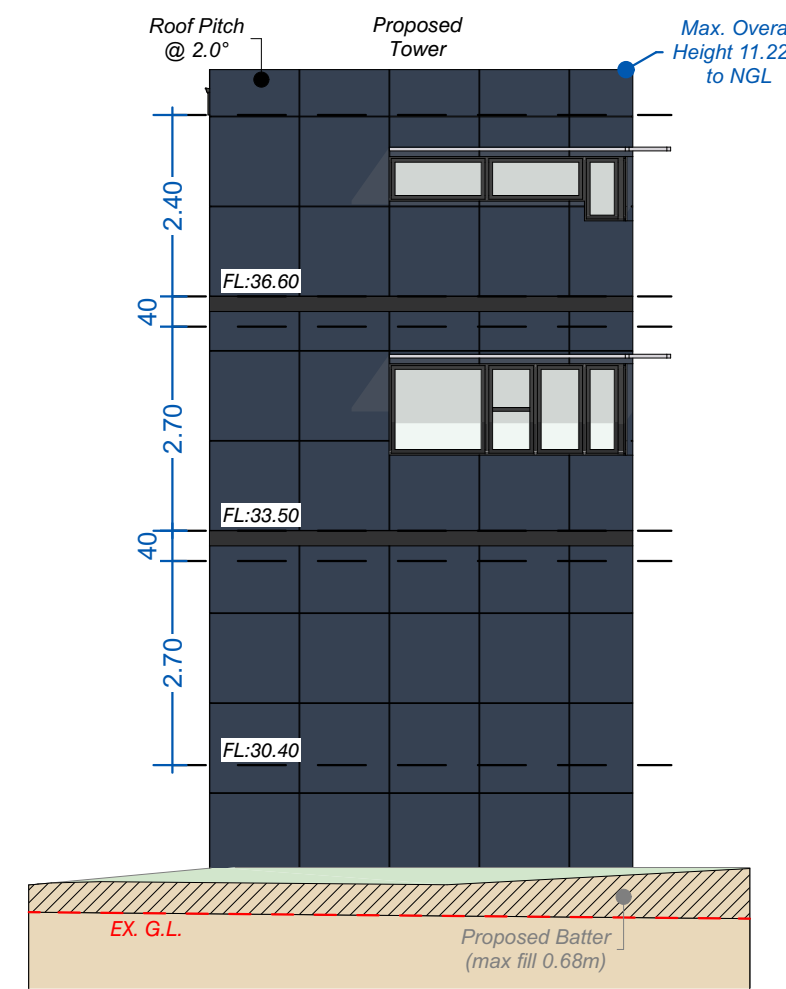 Roof Pitch
@ 2.0°
Proposed
Tower
Max. Overa
Height 11.22
to NGL
2.40
FL:36.60
40
2.70
FL:33.50
40
2.70
FL:30.40
EX. G.L.
Proposed Batter
(max fill 0.68m)